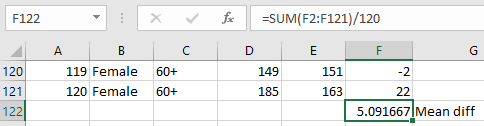 F122 =SUM(F2:F121)/120
A B C D E F G
120 119 Female 60+ 149 151 -2
121 120 Female 60+ 185 163 22
122 5.091667 Mean diff